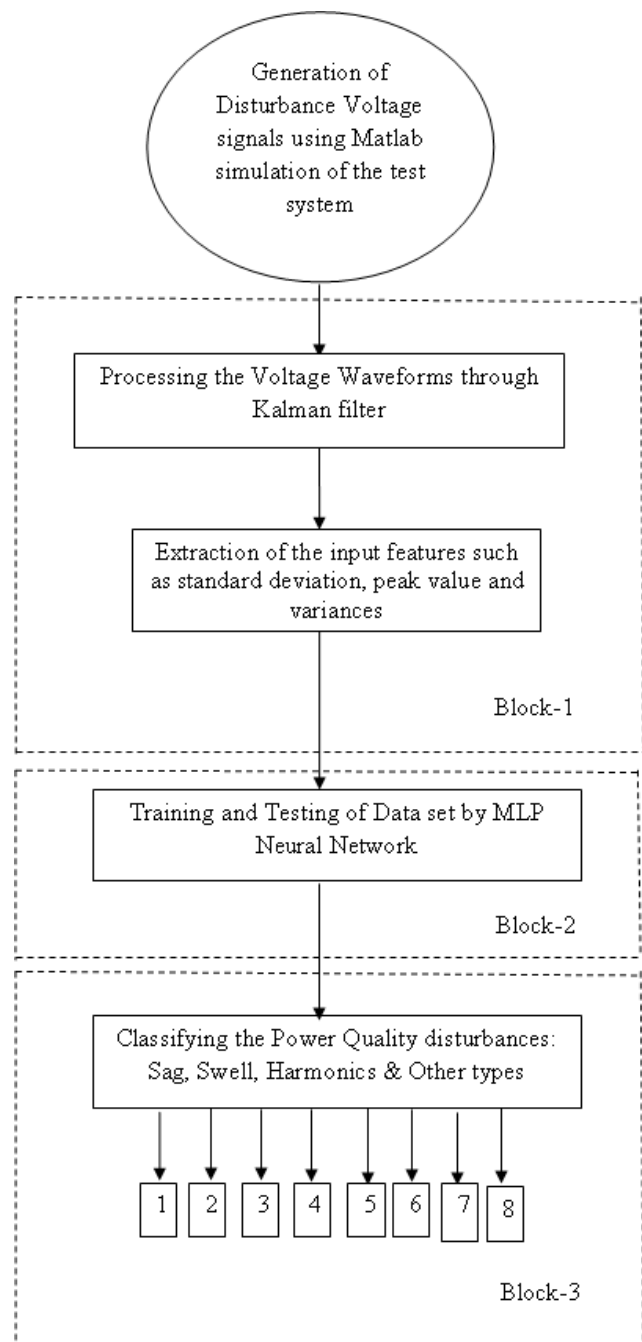 Generation of
Disturbance Voltage
signals using Matlab
simulation of the test
system
Processing the Voltage Waveforms through
Kalman filter
Extraction of the input features such
as standard deviation, peak value and
variances
Block-1
Training and Testing of Data set by MLP
Neural Network
Block-2
Classifying the Power Quality disturbances:
Sag, Swell, Harmonics & Other types
1 2 3 4 5 6 7 8
Block-3